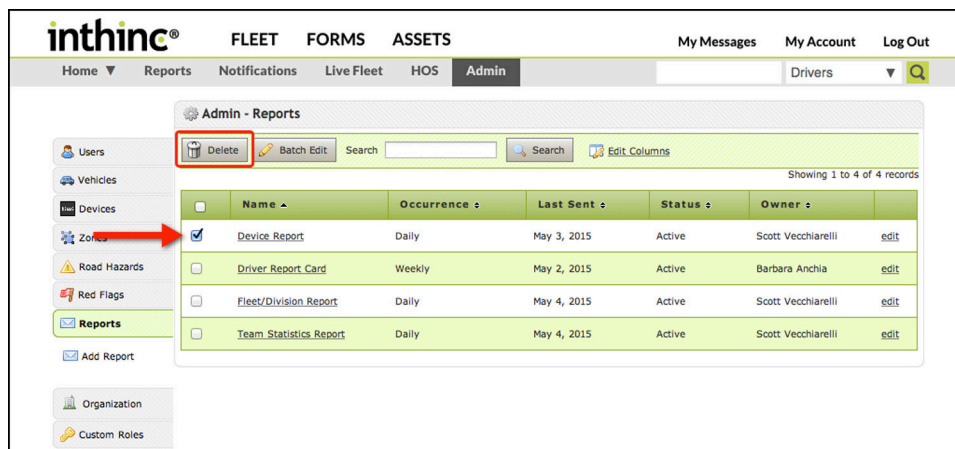 inthinc®
FLEET FORMS ASSETS
My Messages My Account Log Out
Home ▼ Reports Notifications Live Fleet HOS Admin
Drivers ▼
Admin - Reports
Delete Batch Edit Search Search Edit Columns
Showing 1 to 4 of 4 records
Name Occurrence Last Sent Status Owner
Device Report Daily May 3, 2015 Active Scott Vecchiarelli edit
Driver Report Card Weekly May 2, 2015 Active Barbara Anchia edit
Fleet/Division Report Daily May 4, 2015 Active Scott Vecchiarelli edit
Team Statistics Report Daily May 4, 2015 Active Scott Vecchiarelli edit
Users
Vehicles
Devices
Road Hazards
Red Flags
Reports
Add Report
Organization
Custom Roles